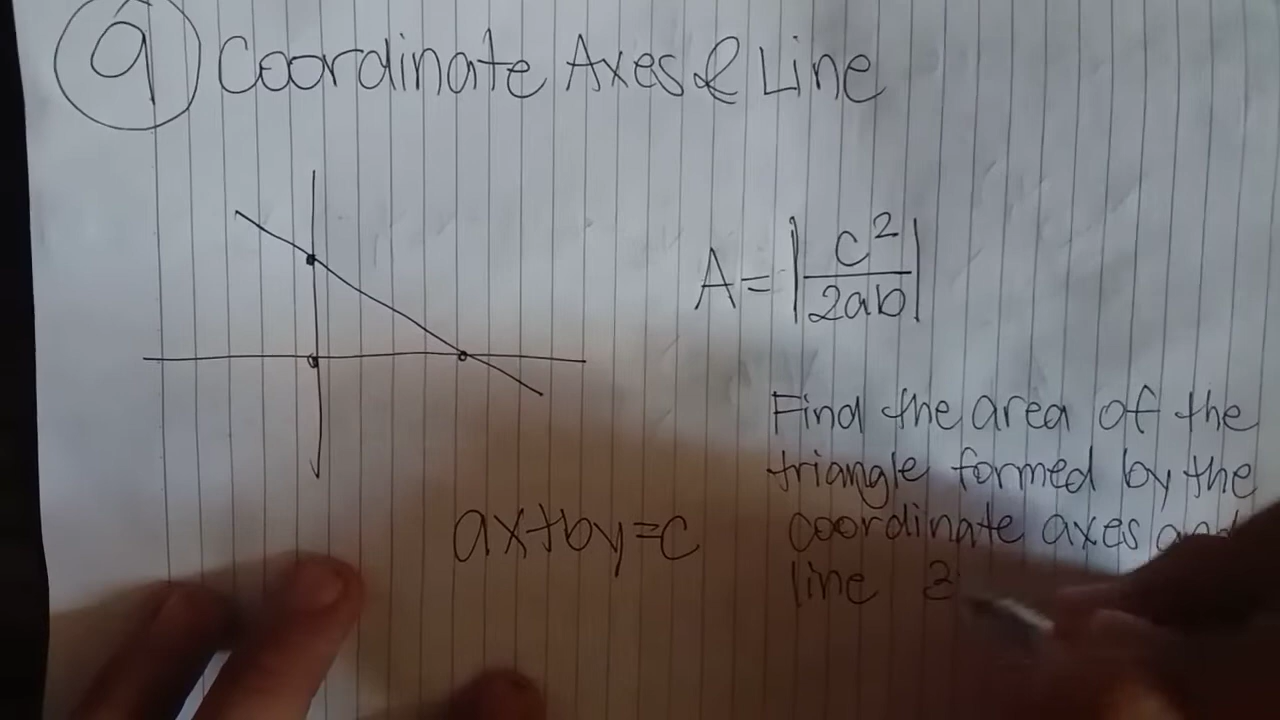 9 Coordinate Axes & Line
A = |c²/2ab|
Find the area of the
triangle formed by the
coordinate axes and
line
ax+by=c